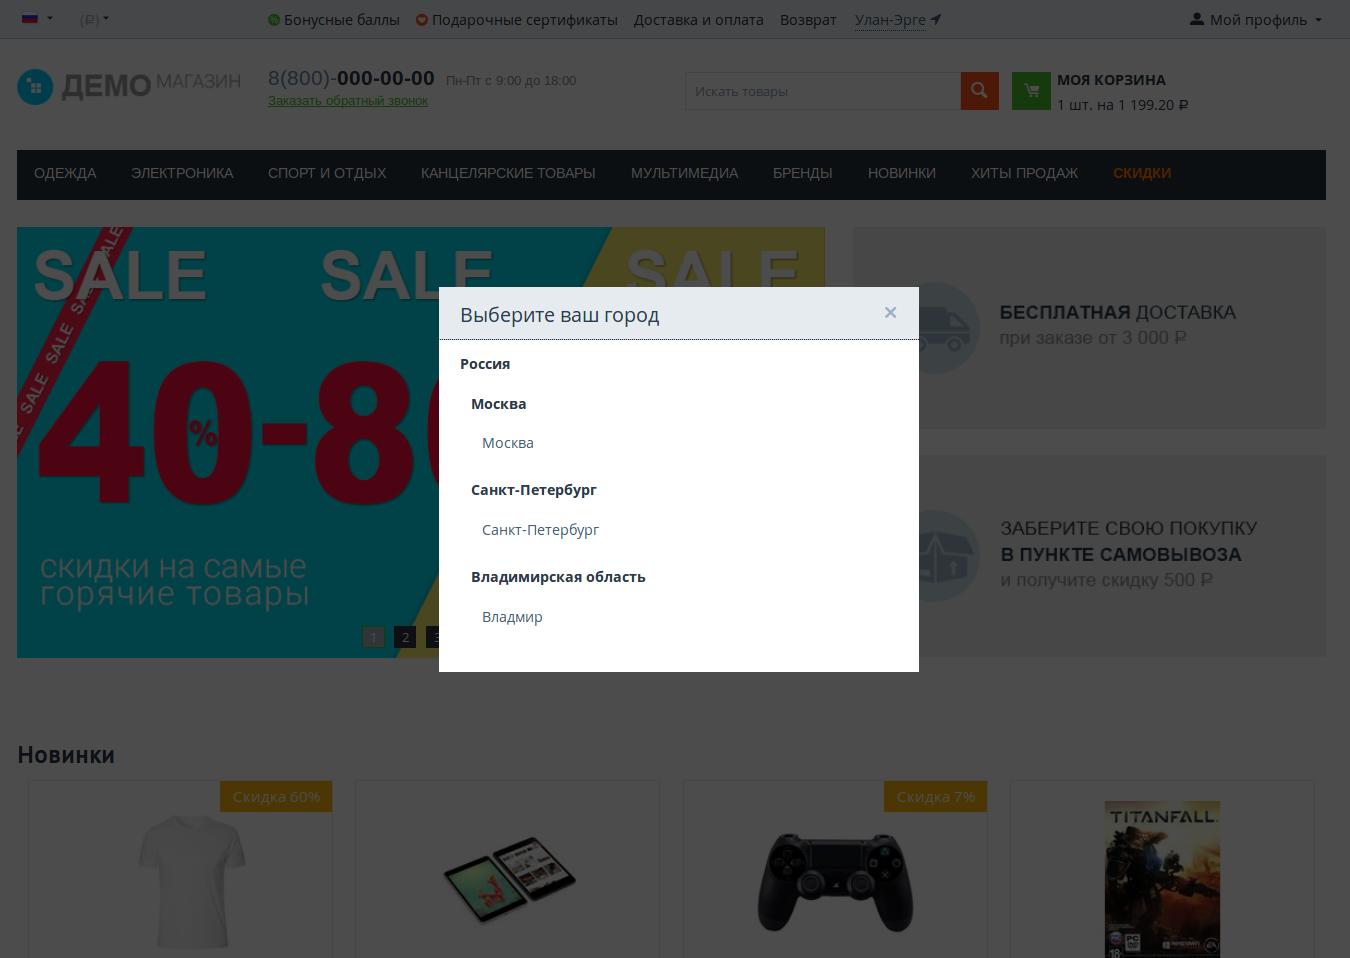 (₽)
Бонусные баллы
Подарочные сертификаты
Доставка и оплата
Возврат
Улан-Эрге
Мой профиль
ДЕМО МАГАЗИН
8(800)-000-00-00
Пн-Пт с 9:00 до 18:00
Заказать обратный звонок
Искать товары
МОЯ КОРЗИНА
1 шт. на 1 199.20 ₽
ОДЕЖДА
ЭЛЕКТРОНИКА
СПОРТ И ОТДЫХ
КАНЦЕЛЯРСКИЕ ТОВАРЫ
МУЛЬТИМЕДИА
БРЕНДЫ
НОВИНКИ
ХИТЫ ПРОДАЖ
СКИДКИ
SALE SALE SALE
SALE SALE SALE
40-80
%
скидки на самые
горячие товары
1 2 3
БЕСПЛАТНАЯ ДОСТАВКА
при заказе от 3 000 ₽
ЗАБЕРИТЕ СВОЮ ПОКУПКУ
В ПУНКТЕ САМОВЫВОЗА
и получите скидку 500 ₽
Выберите ваш город
Россия
Москва
Москва
Санкт-Петербург
Санкт-Петербург
Владимирская область
Владмир
Новинки
Скидка 60%
Скидка 7%
TITANFALL
PC
EA
18+